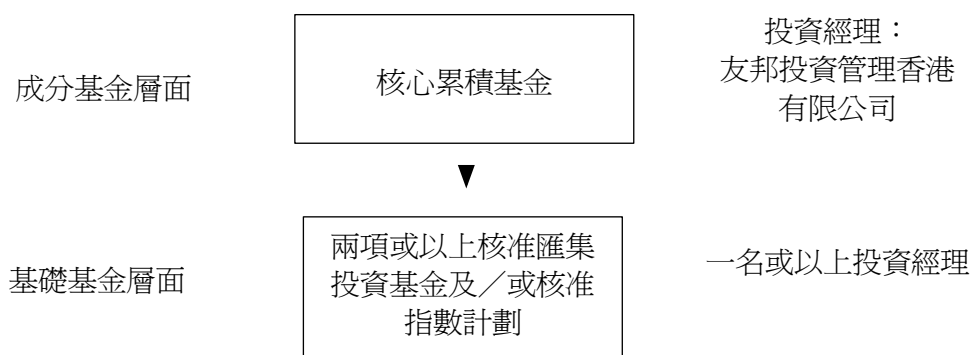 成分基金層面
核心累積基金
投資經理：
友邦投資管理香港
有限公司
基礎基金層面
兩項或以上核准匯集
投資基金及／或核准
指數計劃
一名或以上投資經理